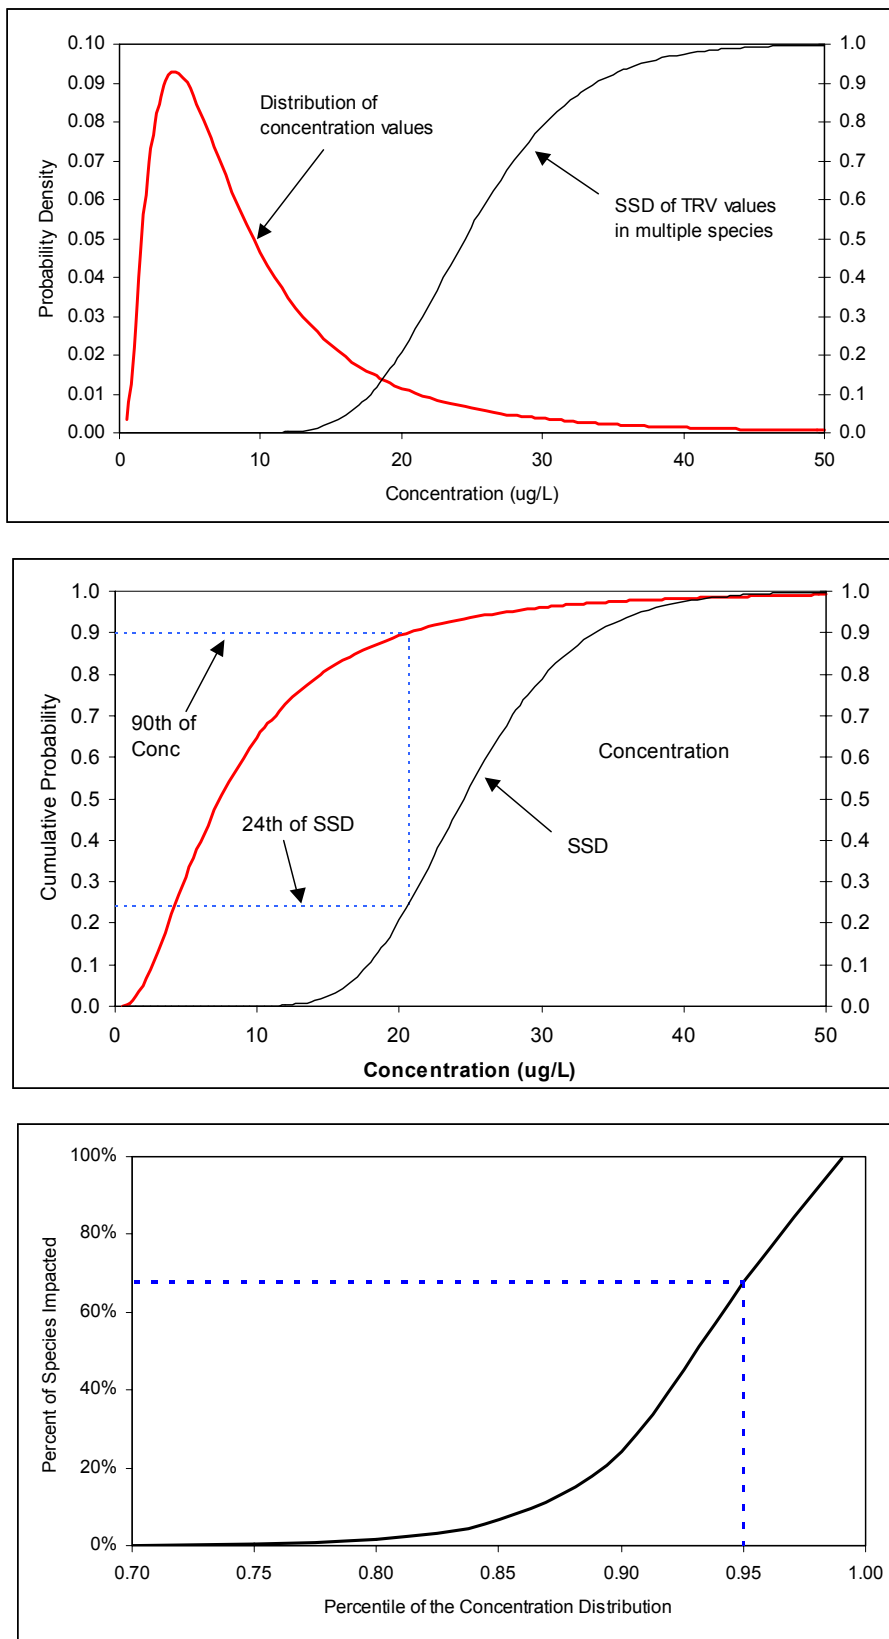 0.10
0.09
0.08
0.07
0.06
0.05
0.04
0.03
0.02
0.01
0.00
Probability Density
Distribution of
concentration values
SSD of TRV values
in multiple species
1.0
0.9
0.8
0.7
0.6
0.5
0.4
0.3
0.2
0.1
0.0
0 10 20 30 40 50
Concentration (ug/L)
1.0
0.9
0.8
0.7
0.6
0.5
0.4
0.3
0.2
0.1
0.0
Cumulative Probability
90th of
Conc
24th of SSD
Concentration
SSD
1.0
0.9
0.8
0.7
0.6
0.5
0.4
0.3
0.2
0.1
0.0
0 10 20 30 40 50
Concentration (ug/L)
100%
80%
60%
40%
20%
0%
Percent of Species Impacted
0.70 0.75 0.80 0.85 0.90 0.95 1.00
Percentile of the Concentration Distribution